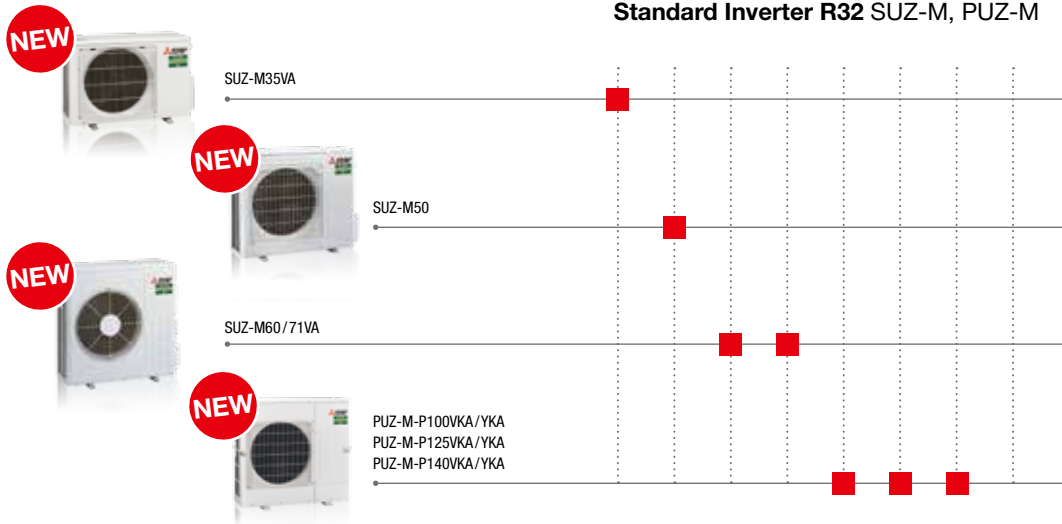 Standard Inverter R32 SUZ-M, PUZ-M
NEW
SUZ-M35VA
NEW
SUZ-M50
NEW
SUZ-M60/71VA
NEW
PUZ-M-P100VKA/YKA
PUZ-M-P125VKA/YKA
PUZ-M-P140VKA/YKA